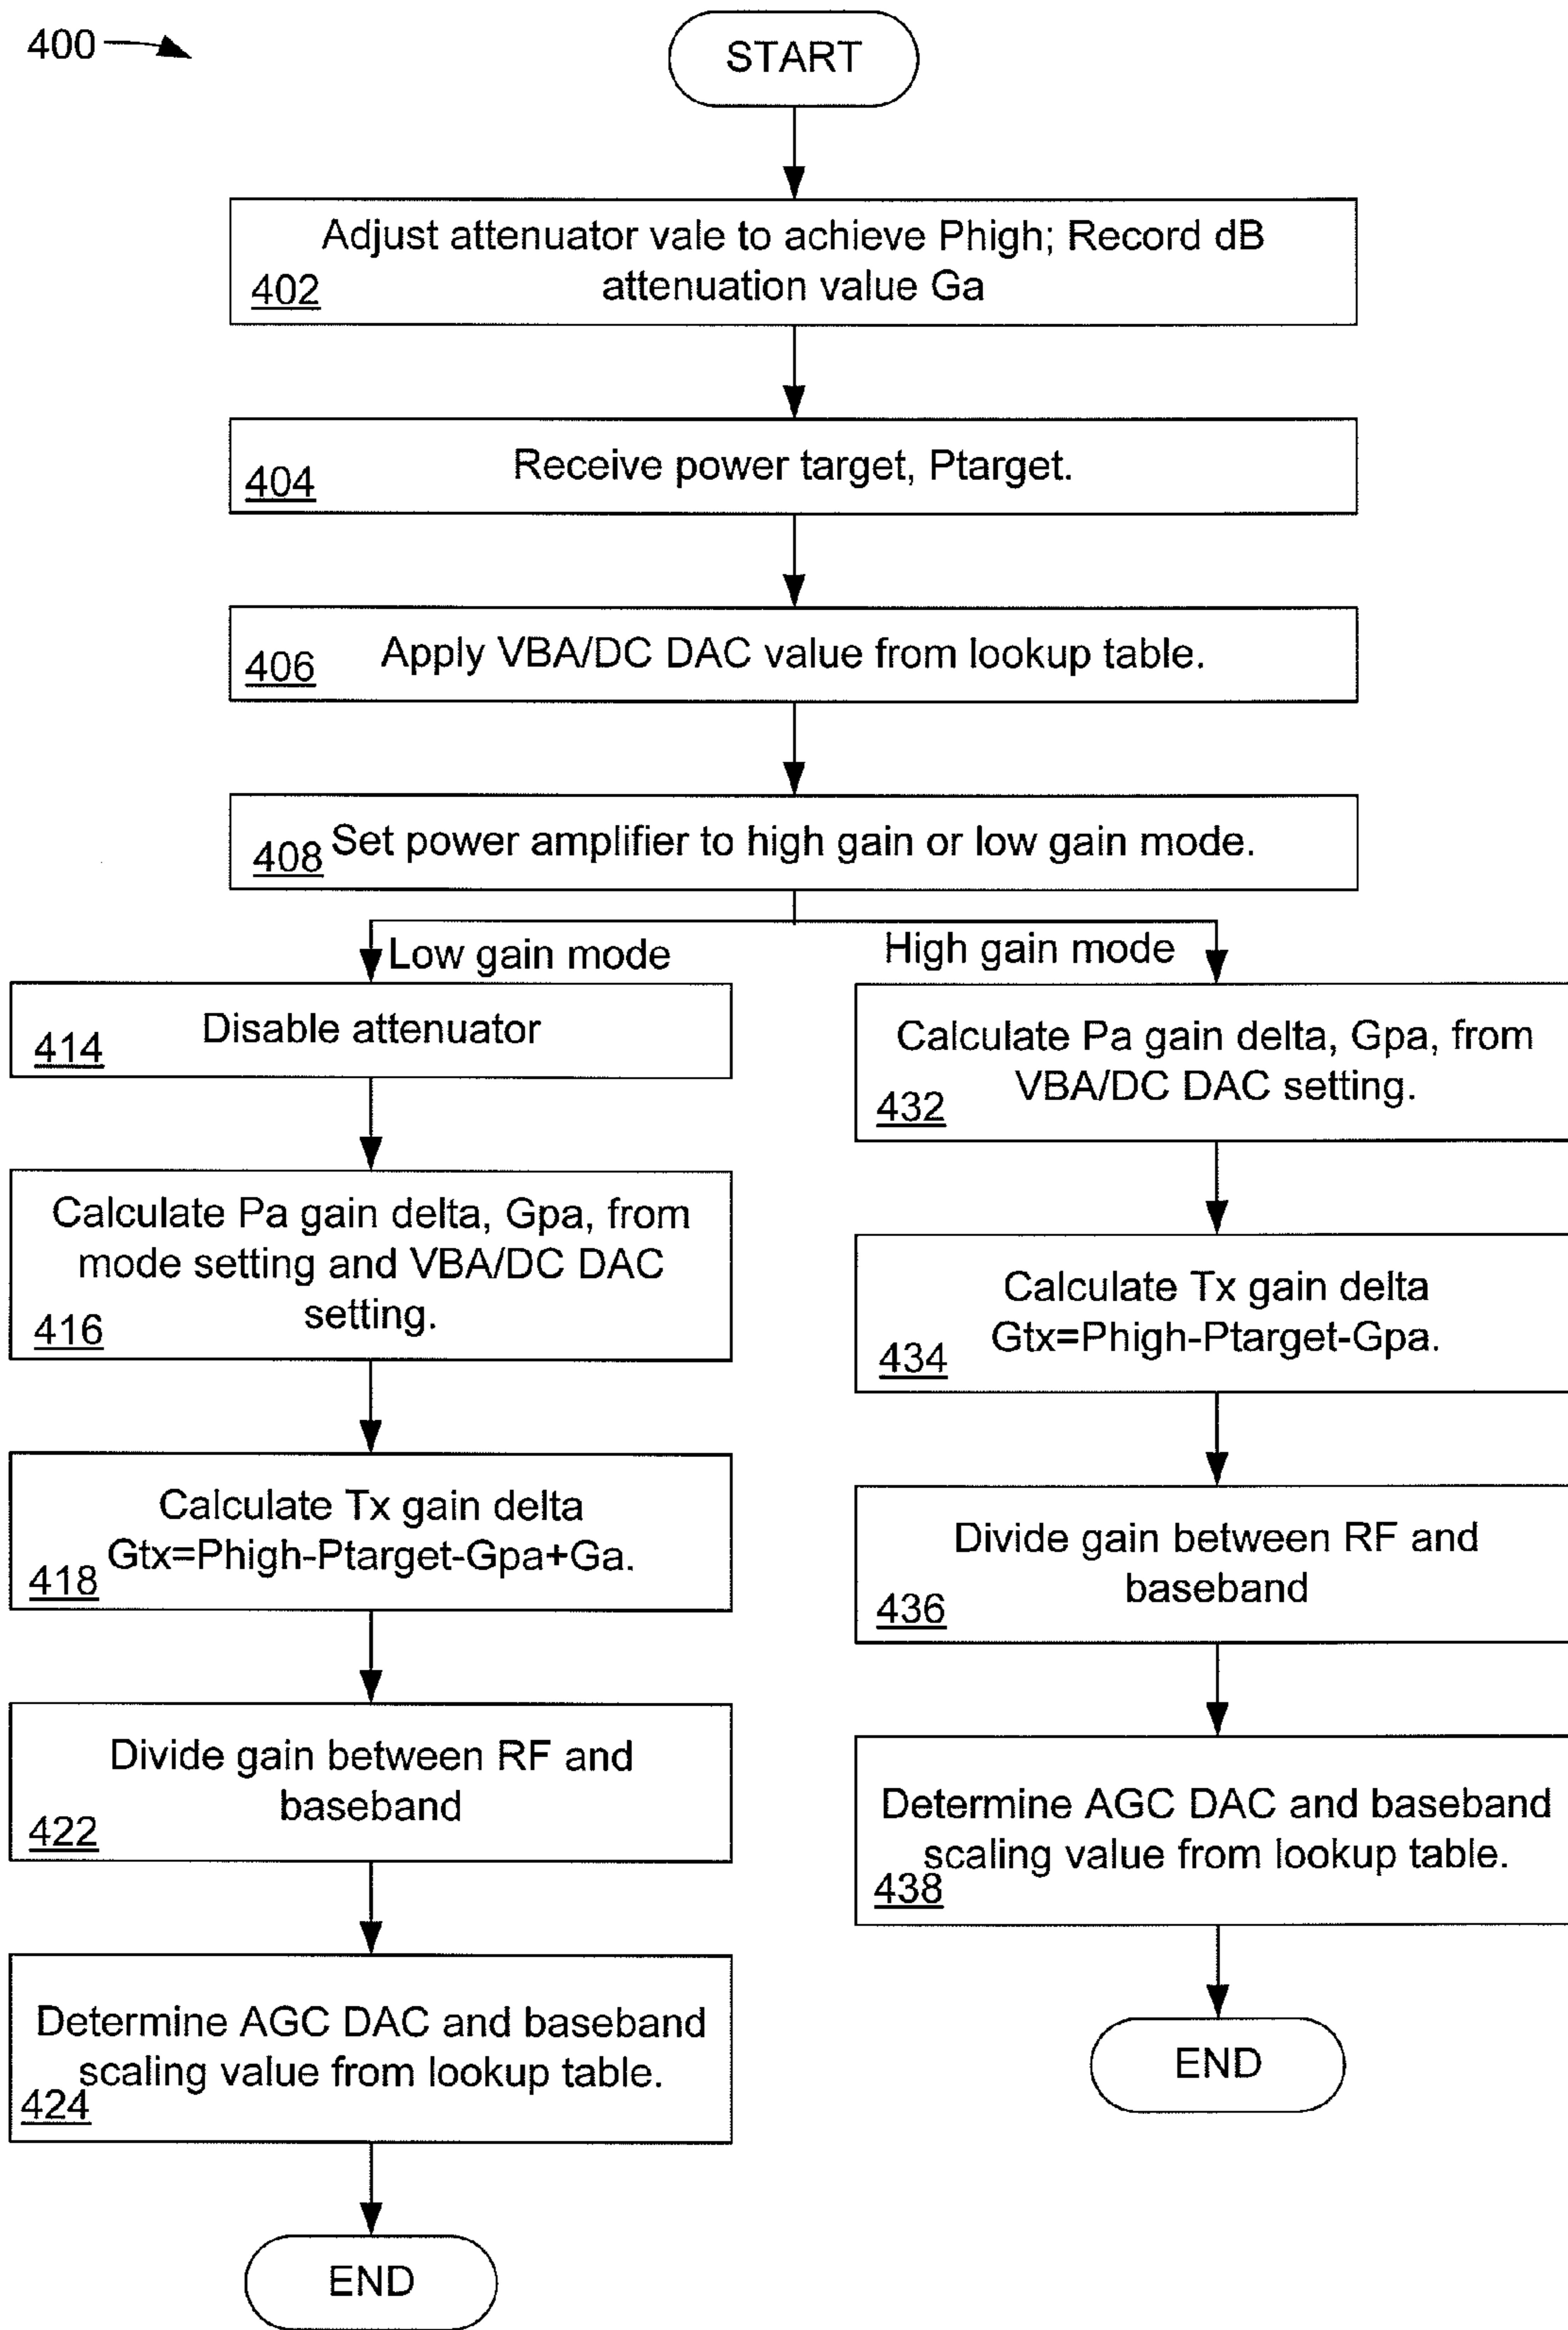 400
START
Adjust attenuator vale to achieve Phigh; Record dB
attenuation value Ga
402
Receive power target, Ptarget.
404
Apply VBA/DC DAC value from lookup table.
406
Set power amplifier to high gain or low gain mode.
408
Low gain mode
High gain mode
Disable attenuator
414
Calculate Pa gain delta, Gpa, from
mode setting and VBA/DC DAC
setting.
416
Calculate Tx gain delta
Gtx=Phigh-Ptarget-Gpa+Ga.
418
Divide gain between RF and
baseband
422
Determine AGC DAC and baseband
scaling value from lookup table.
424
END
Calculate Pa gain delta, Gpa, from
VBA/DC DAC setting.
432
Calculate Tx gain delta
Gtx=Phigh-Ptarget-Gpa.
434
Divide gain between RF and
baseband
436
Determine AGC DAC and baseband
scaling value from lookup table.
438
END